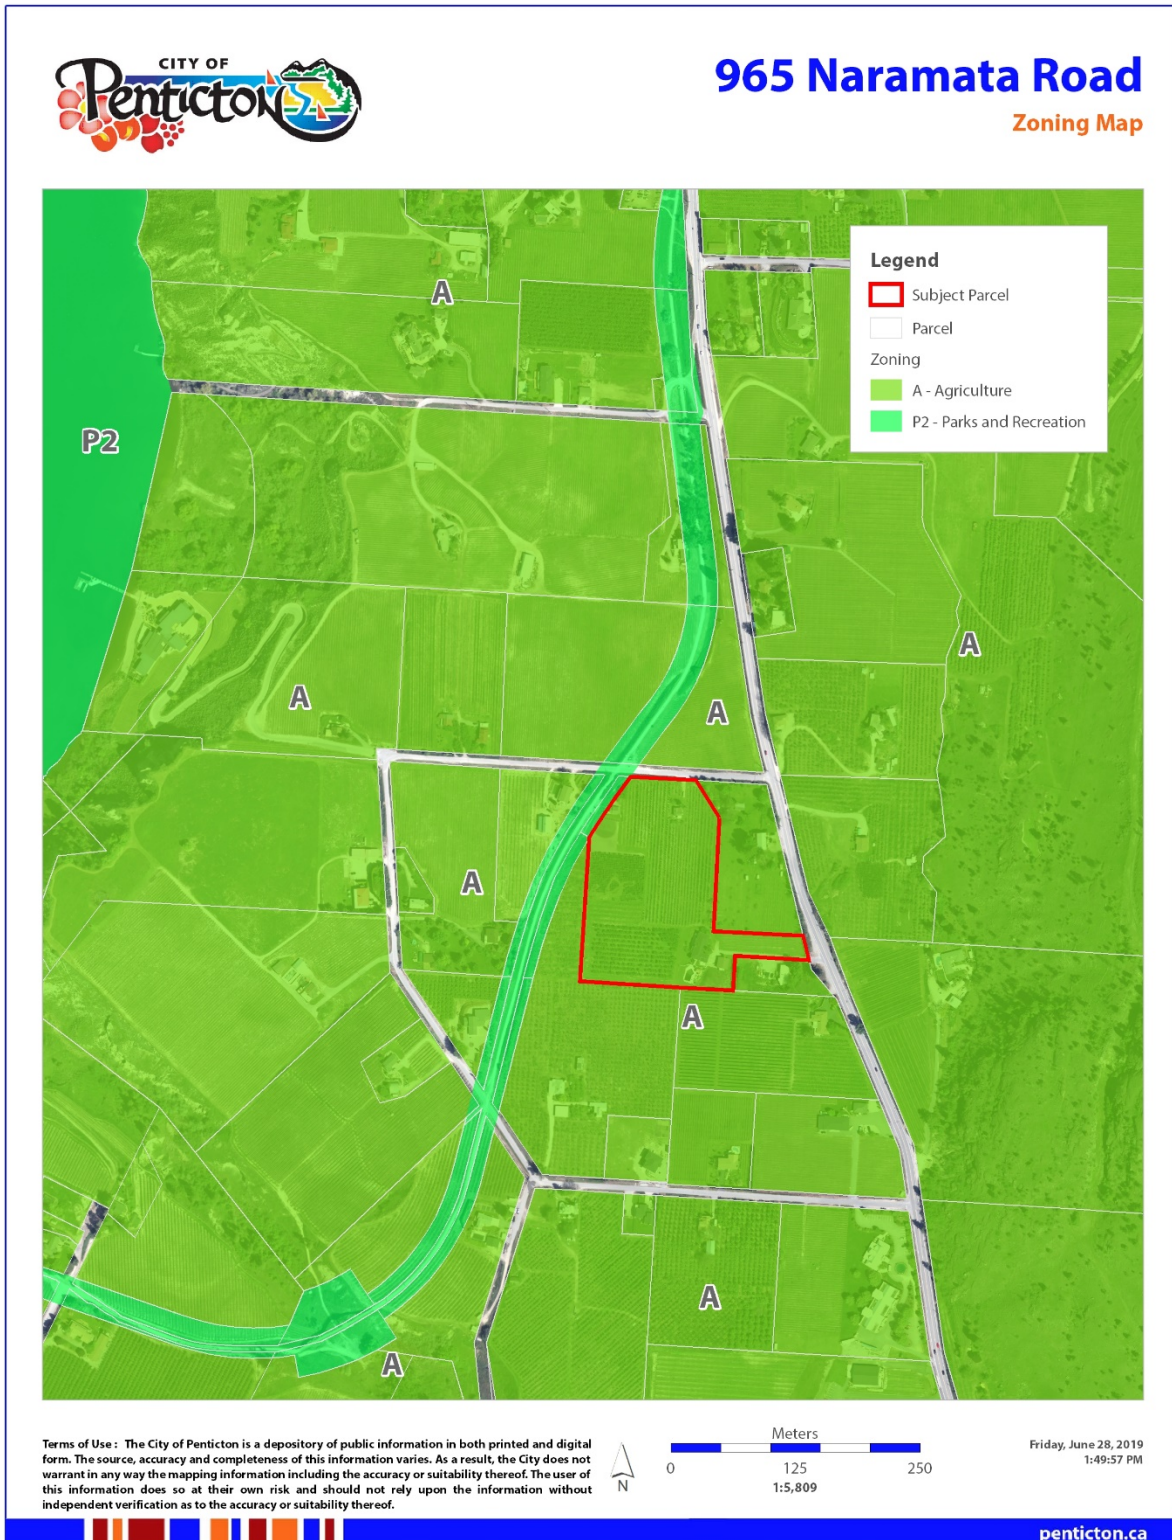 CITY OF
Penticton
965 Naramata Road
Zoning Map
Legend
Subject Parcel
Parcel
Zoning
A - Agriculture
P2 - Parks and Recreation
A
P2
A
A
A
A
A
A
A
Terms of Use : The City of Penticton is a depository of public information in both printed and digital
form. The source, accuracy and completeness of this information varies. As a result, the City does not
warrant in any way the mapping information including the accuracy or suitability thereof. The user of
this information does so at their own risk and should not rely upon the information without
independent verification as to the accuracy or suitability thereof.
N
Meters
0 125 250
1:5,809
Friday, June 28, 2019
1:49:57 PM
penticton.ca